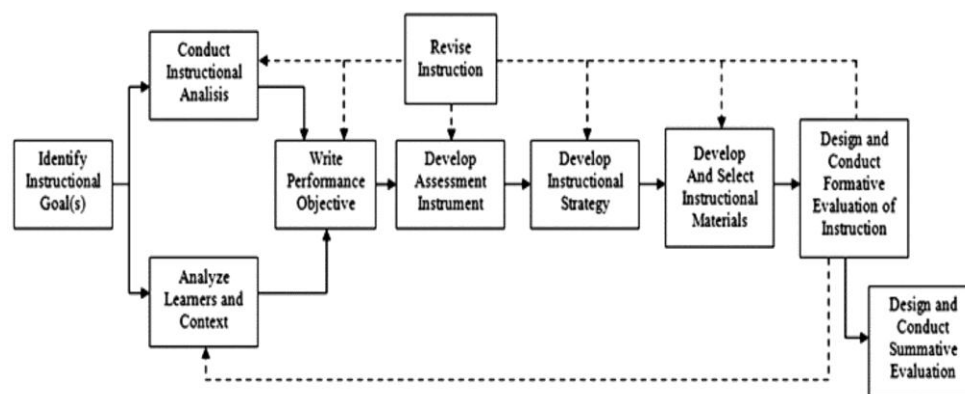 Conduct
Instructional
Analisis
Revise
Instruction
Identify
Instructional
Goal(s)
Write
Performance
Objective
Develop
Assessment
Instrument
Develop
Instructional
Strategy
Develop
And Select
Instructional
Materials
Design and
Conduct
Formative
Evaluation of
Instruction
Analyze
Learners and
Context
Design and
Conduct
Summative
Evaluation